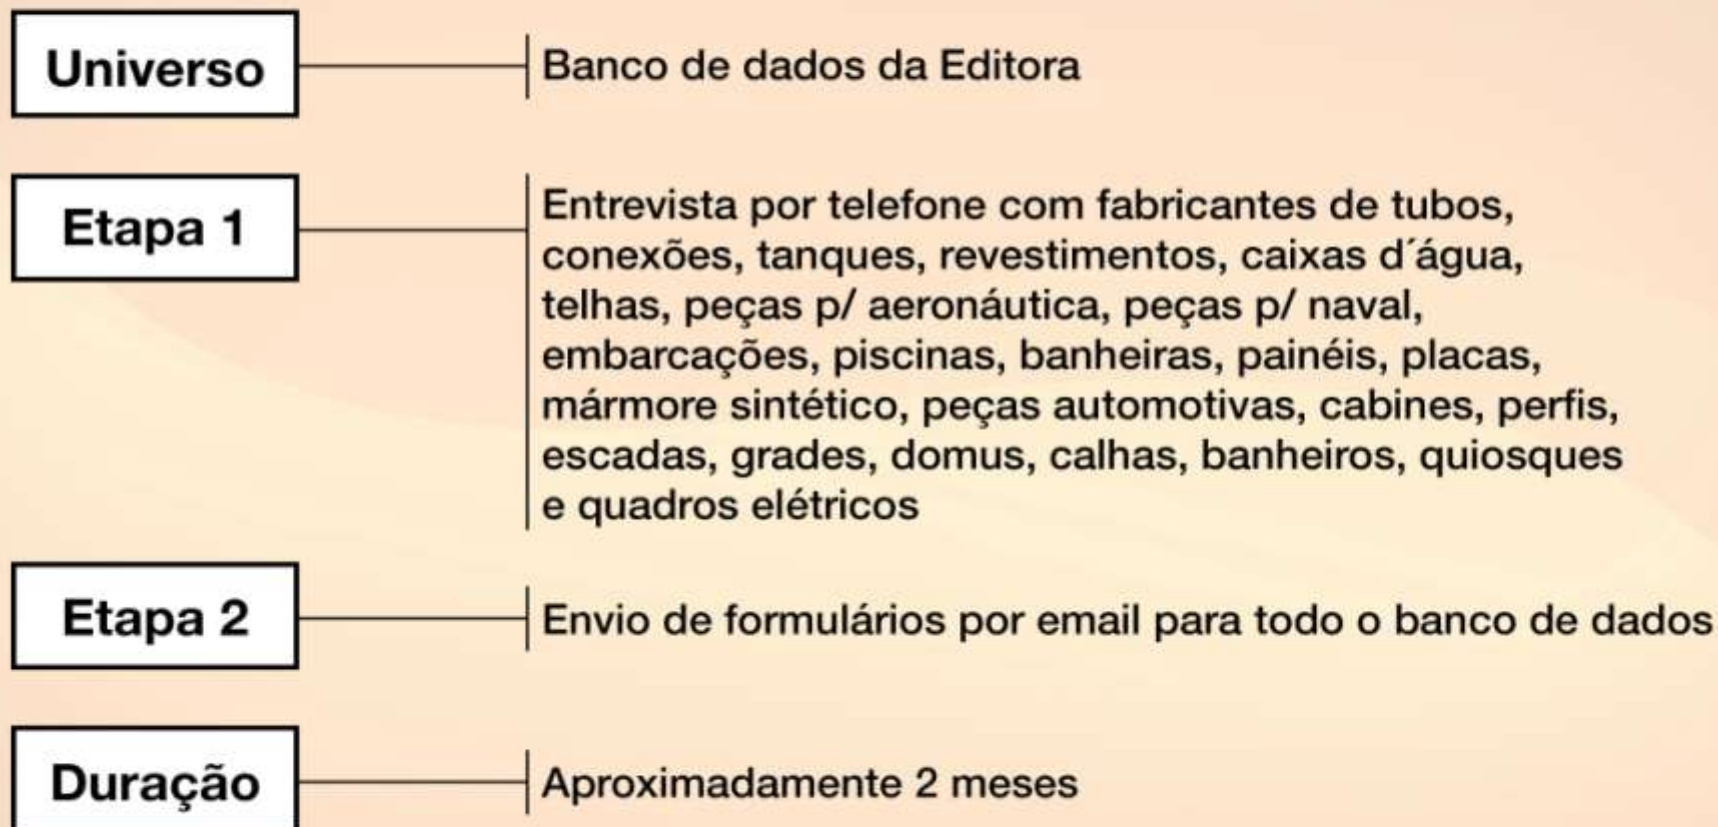 Universo
Banco de dados da Editora
Etapa 1
Entrevista por telefone com fabricantes de tubos,
conexões, tanques, revestimentos, caixas d´água,
telhas, peças p/ aeronáutica, peças p/ naval,
embarcações, piscinas, banheiras, painéis, placas,
mármore sintético, peças automotivas, cabines, perfis,
escadas, grades, domus, calhas, banheiros, quiosques
e quadros elétricos
Etapa 2
Envio de formulários por email para todo o banco de dados
Duração
Aproximadamente 2 meses